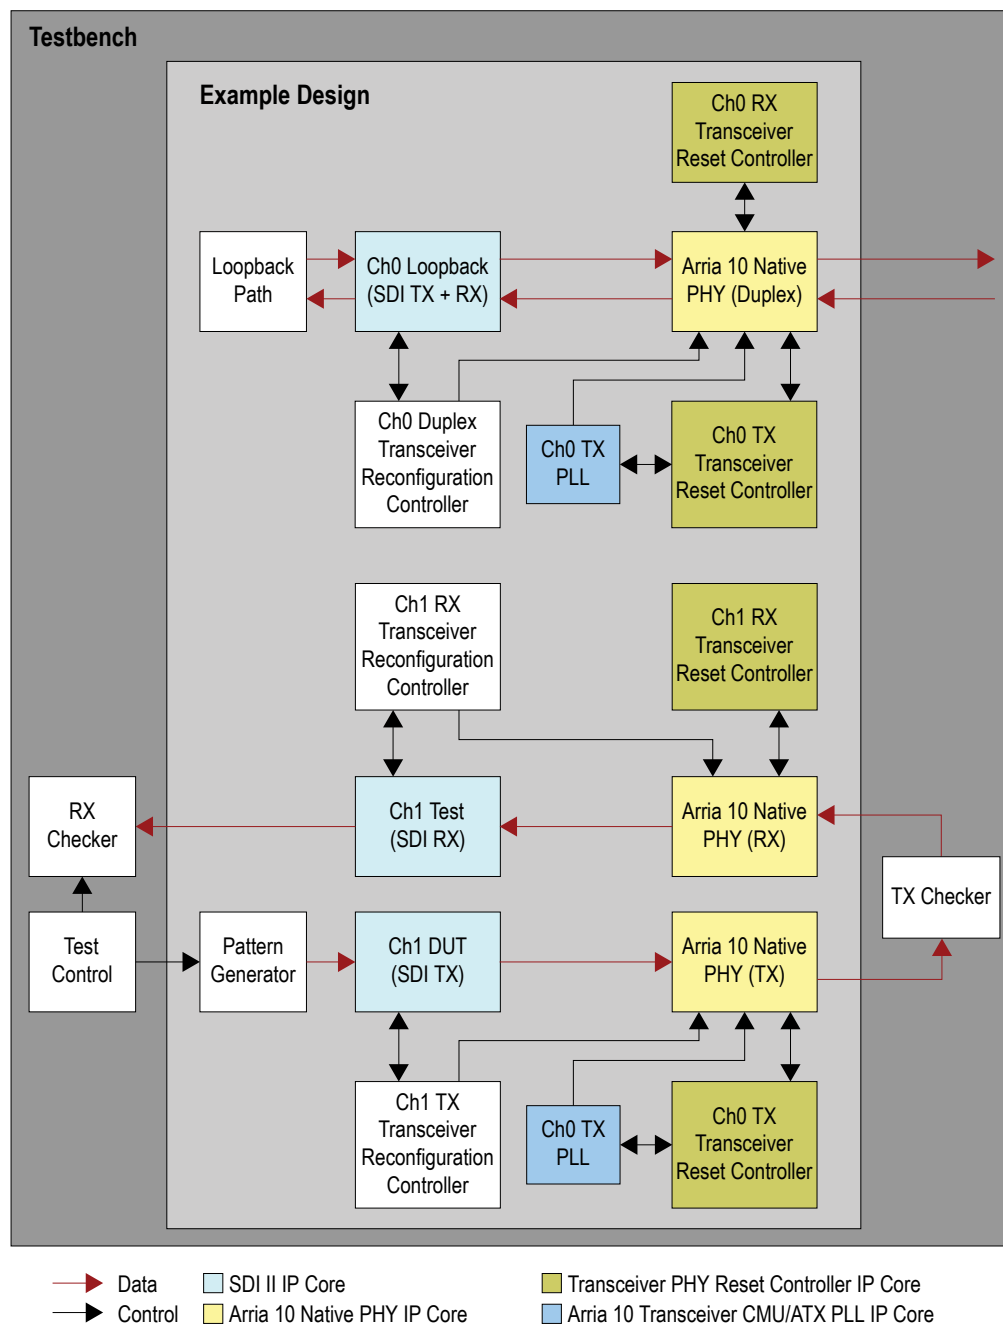 Testbench
Example Design
Ch0 RX
Transceiver
Reset Controller
Loopback
Path
Ch0 Loopback
(SDI TX + RX)
Arria 10 Native
PHY (Duplex)
Ch0 Duplex
Transceiver
Reconfiguration
Controller
Ch0 TX
PLL
Ch0 TX
Transceiver
Reset Controller
Ch1 RX
Transceiver
Reconfiguration
Controller
Ch1 RX
Transceiver
Reset Controller
RX
Checker
Ch1 Test
(SDI RX)
Arria 10 Native
PHY (RX)
TX Checker
Test
Control
Pattern
Generator
Ch1 DUT
(SDI TX)
Arria 10 Native
PHY (TX)
Ch1 TX
Transceiver
Reconfiguration
Controller
Ch0 TX
PLL
Ch0 TX
Transceiver
Reset Controller
Data
SDI II IP Core
Transceiver PHY Reset Controller IP Core
Control
Arria 10 Native PHY IP Core
Arria 10 Transceiver CMU/ATX PLL IP Core